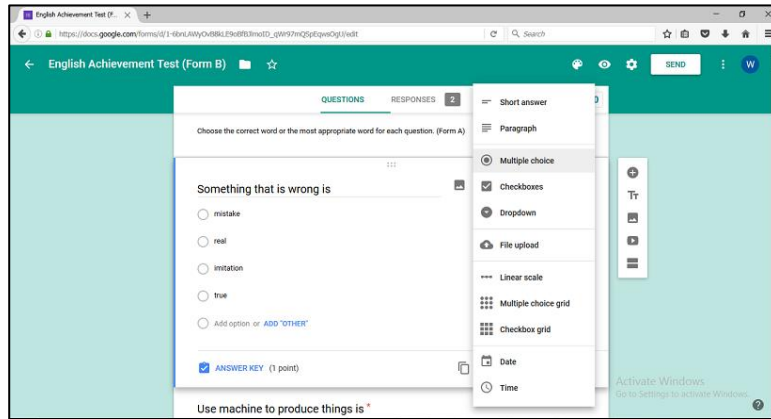 English Achievement Test (F...
https://docs.google.com/forms/d/1-6bnLAWyOvB8kLE9oBfB3moID_qWr97mQSpEqwsOgU/edit
Search
English Achievement Test (Form B)
SEND
W
QUESTIONS
RESPONSES 2
Choose the correct word or the most appropriate word for each question. (Form A)
Something that is wrong is
mistake
real
imitation
true
Add option or ADD "OTHER"
ANSWER KEY (1 point)
Use machine to produce things is *
Short answer
Paragraph
Multiple choice
Checkboxes
Dropdown
File upload
Linear scale
Multiple choice grid
Checkbox grid
Date
Time
Activate Windows
Go to Settings to activate Windows.